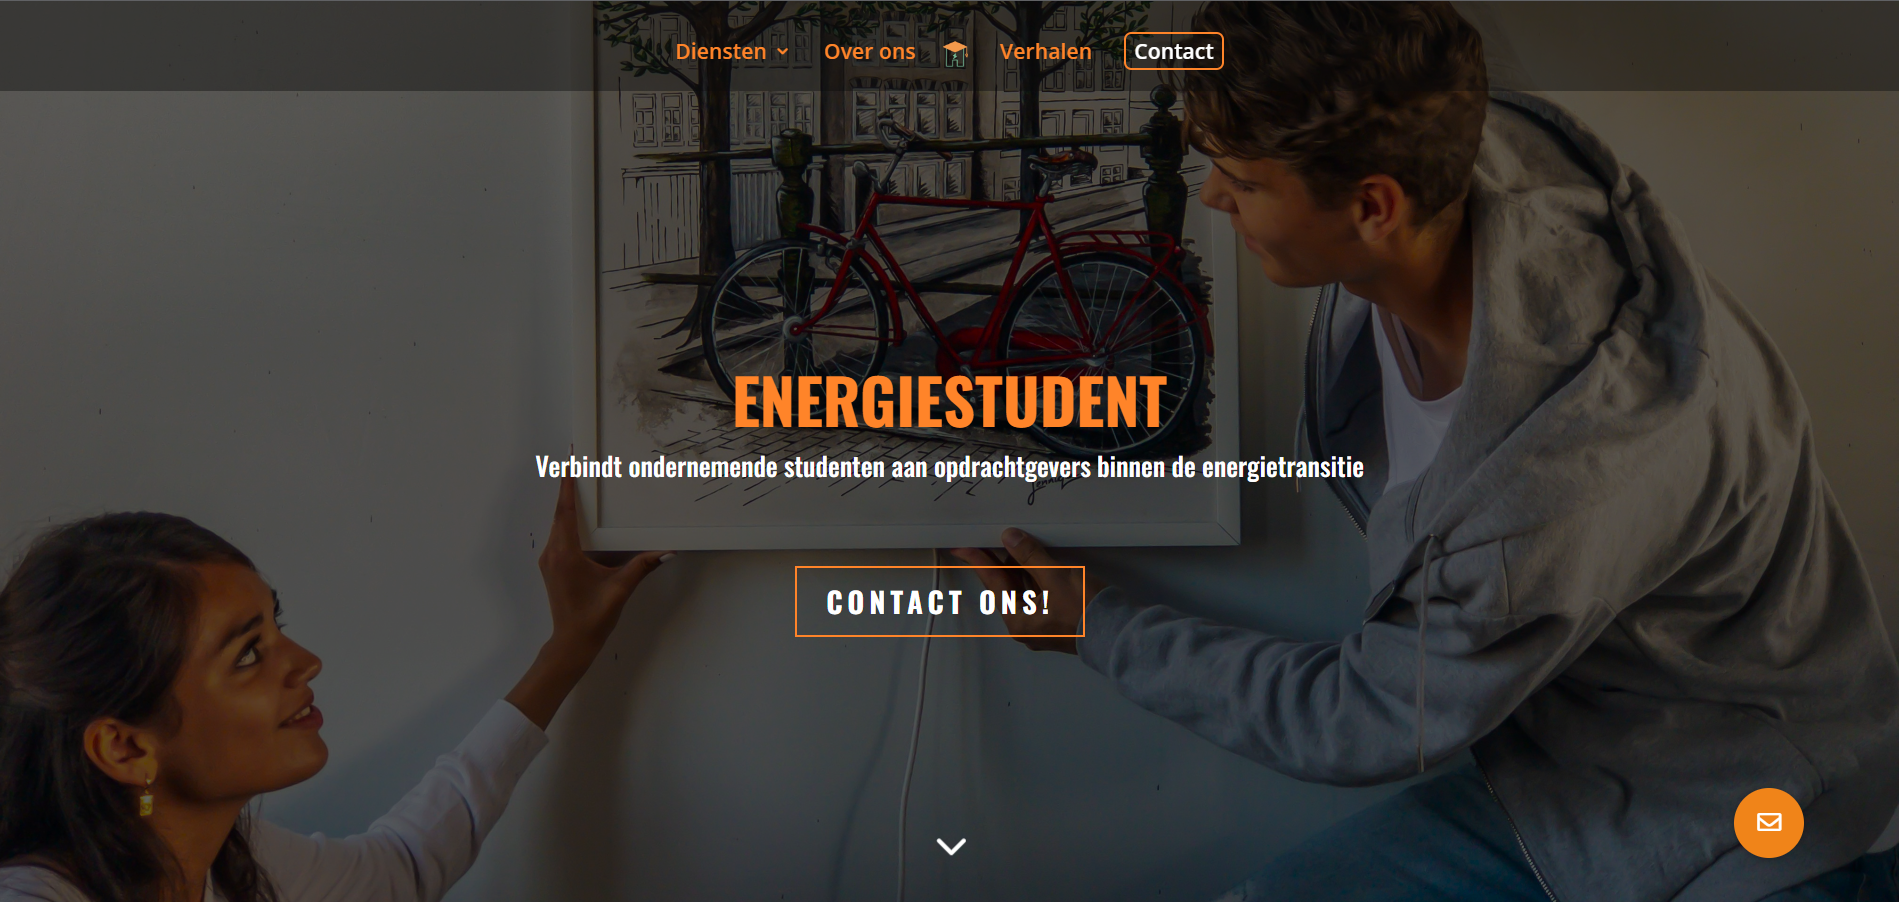 Diensten
Over ons
Verhalen
Contact
ENERGIESTUDENT
Verbindt ondernemende studenten aan opdrachtgevers binnen de energietransitie
CONTACT ONS!